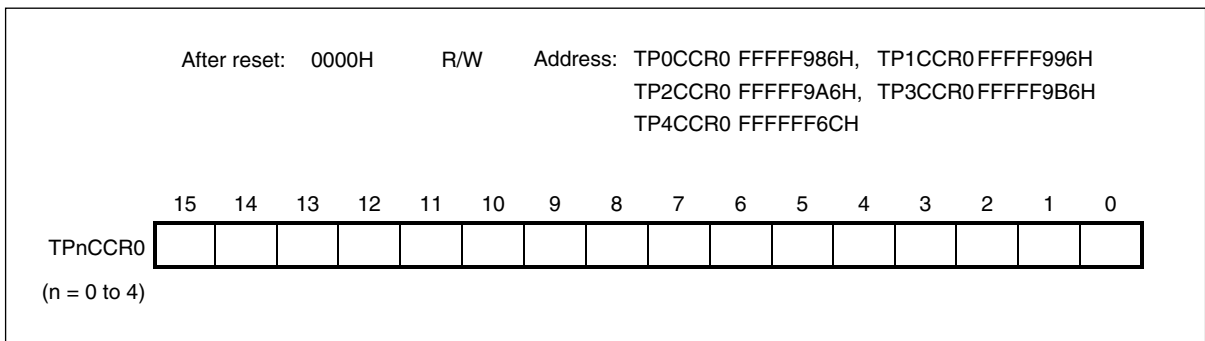 After reset: 0000H R/W Address: TP0CCR0 FFFFF986H, TP1CCR0 FFFFF996H
TP2CCR0 FFFFF9A6H, TP3CCR0 FFFFF9B6H
TP4CCR0 FFFFFF6CH
15 14 13 12 11 10 9 8 7 6 5 4 3 2 1 0
TPnCCR0
(n = 0 to 4)